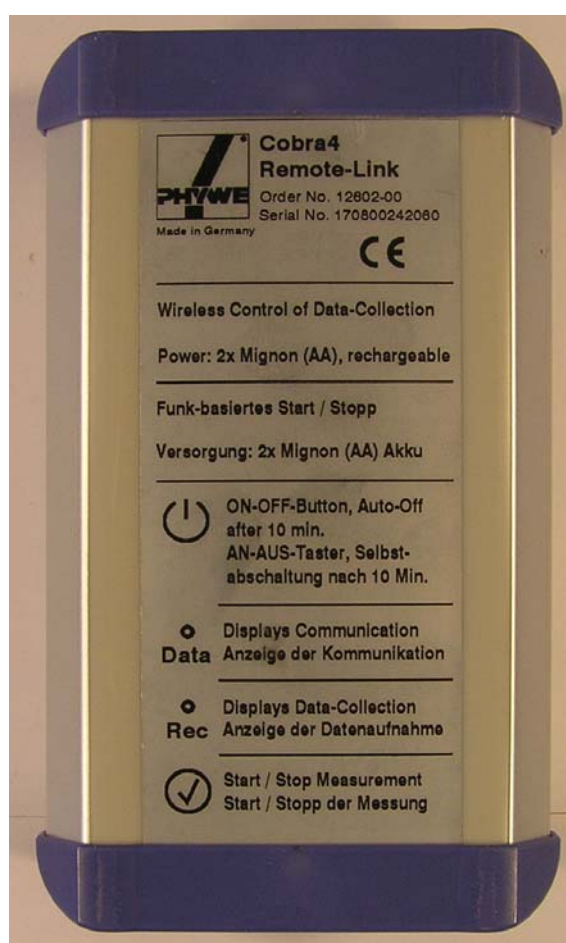 PHYWE
Made in Germany
Cobra4
Remote-Link
Order No. 12602-00
Serial No. 170800242060
CE
Wireless Control of Data-Collection
Power: 2x Mignon (AA), rechargeable
Funk-basiertes Start / Stopp
Versorgung: 2x Mignon (AA) Akku
ON-OFF-Button, Auto-Off
after 10 min.
AN-AUS-Taster, Selbst-
abschaltung nach 10 Min.
Data
Displays Communication
Anzeige der Kommunikation
Rec
Displays Data-Collection
Anzeige der Datenaufnahme
Start / Stop Measurement
Start / Stopp der Messung